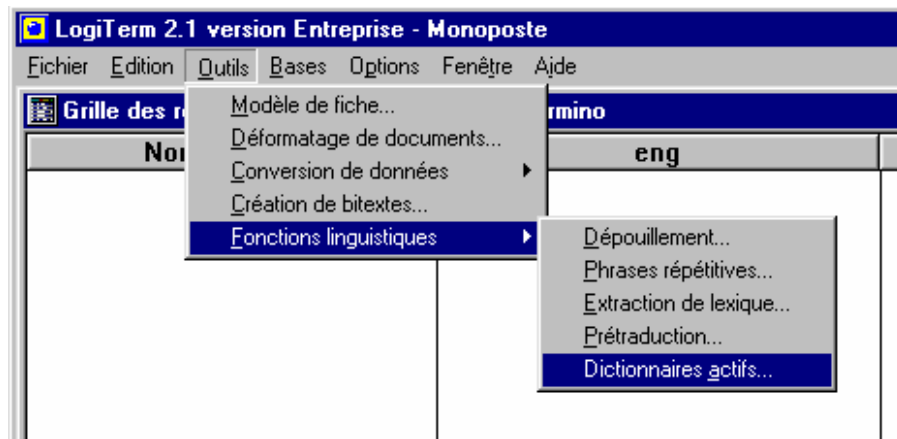 LogiTerm 2.1 version Entreprise - Monoposte
Fichier Edition Outils Bases Options Fenêtre Aide
Grille des r
rmino
Modèle de fiche...
Déformatage de documents...
Conversion de données
Création de bitextes...
Fonctions linguistiques
No
eng
Dépouillement...
Phrases répétitives...
Extraction de lexique...
Prétraduction...
Dictionnaires actifs...